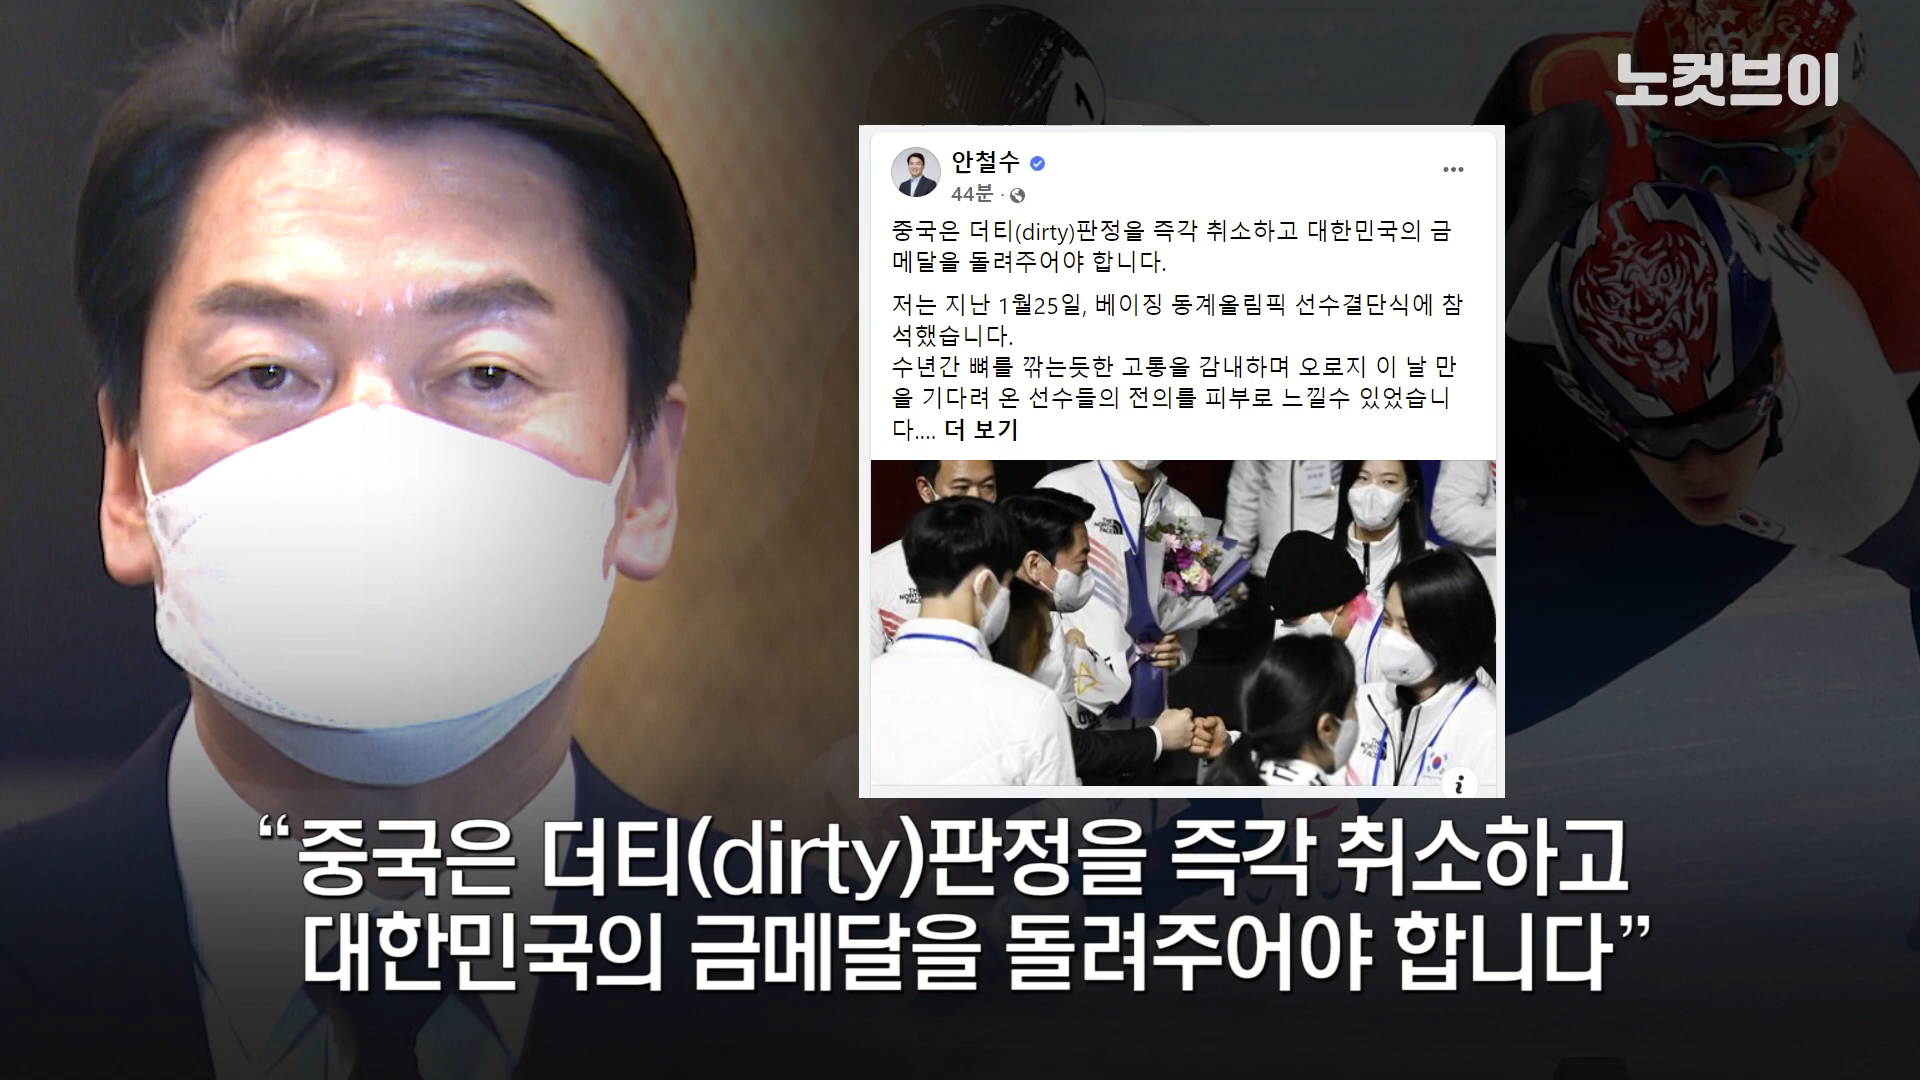 노컷브이
안철수
44분
중국은 더티(dirty)판정을 즉각 취소하고 대한민국의 금
메달을 돌려주어야 합니다.
저는 지난 1월25일, 베이징 동계올림픽 선수결단식에 참
석했습니다.
수년간 뼈를 깎는듯한 고통을 감내하며 오로지 이 날 만
을 기다려 온 선수들의 전의를 피부로 느낄수 있었습니
다.... 더 보기
THE NORTH FACE
THE NORTH FACE
“중국은 더티(dirty)판정을 즉각 취소하고
대한민국의 금메달을 돌려주어야 합니다”